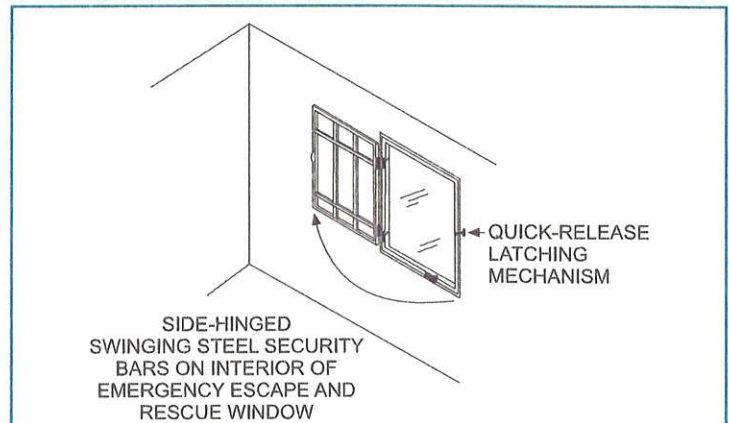 QUICK-RELEASE
LATCHING
MECHANISM
SIDE-HINGED
SWINGING STEEL SECURITY
BARS ON INTERIOR OF
EMERGENCY ESCAPE AND
RESCUE WINDOW